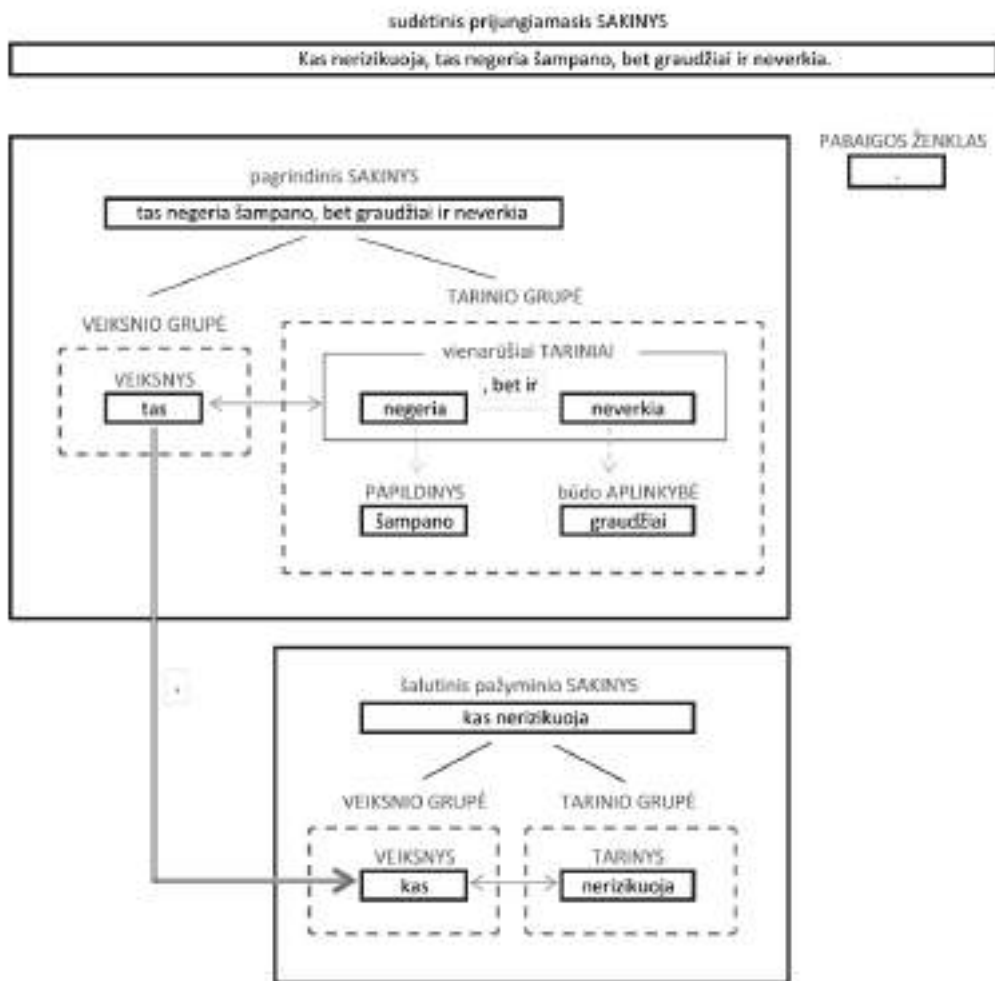 sudėtinis prijungiamasis SAKINYS
Kas nerizikuoja, tas negeria šampano, bet graudžiai ir neverkia.
PABAIGOS ŽENKLAS
.
pagrindinis SAKINYS
tas negeria šampano, bet graudžiai ir neverkia
TARINIO GRUPĖ
VEIKSNIO GRUPĖ
vienarūšiai TARINIAI
VEIKSNYS
, bet ir
tas
negeria
neverkia
PAPILDINYS
būdo APLINKYBĖ
šampano
graudžiai
,
šalutinis pažyminio SAKINYS
kas nerizikuoja
VEIKSNIO GRUPĖ
TARINIO GRUPĖ
VEIKSNYS
TARINYS
kas
nerizikuoja